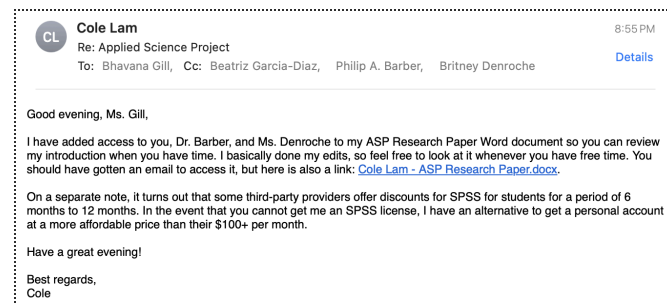 CL
Cole Lam
8:55 PM
Re: Applied Science Project
Details
To: Bhavana Gill, Cc: Beatriz Garcia-Diaz, Philip A. Barber, Britney Denroche
Good evening, Ms. Gill,
I have added access to you, Dr. Barber, and Ms. Denroche to my ASP Research Paper Word document so you can review
my introduction when you have time. I basically done my edits, so feel free to look at it whenever you have free time. You
should have gotten an email to access it, but here is also a link: Cole Lam - ASP Research Paper.docx.
On a separate note, it turns out that some third-party providers offer discounts for SPSS for students for a period of 6
months to 12 months. In the event that you cannot get me an SPSS license, I have an alternative to get a personal account
at a more affordable price than their $100+ per month.
Have a great evening!
Best regards,
Cole